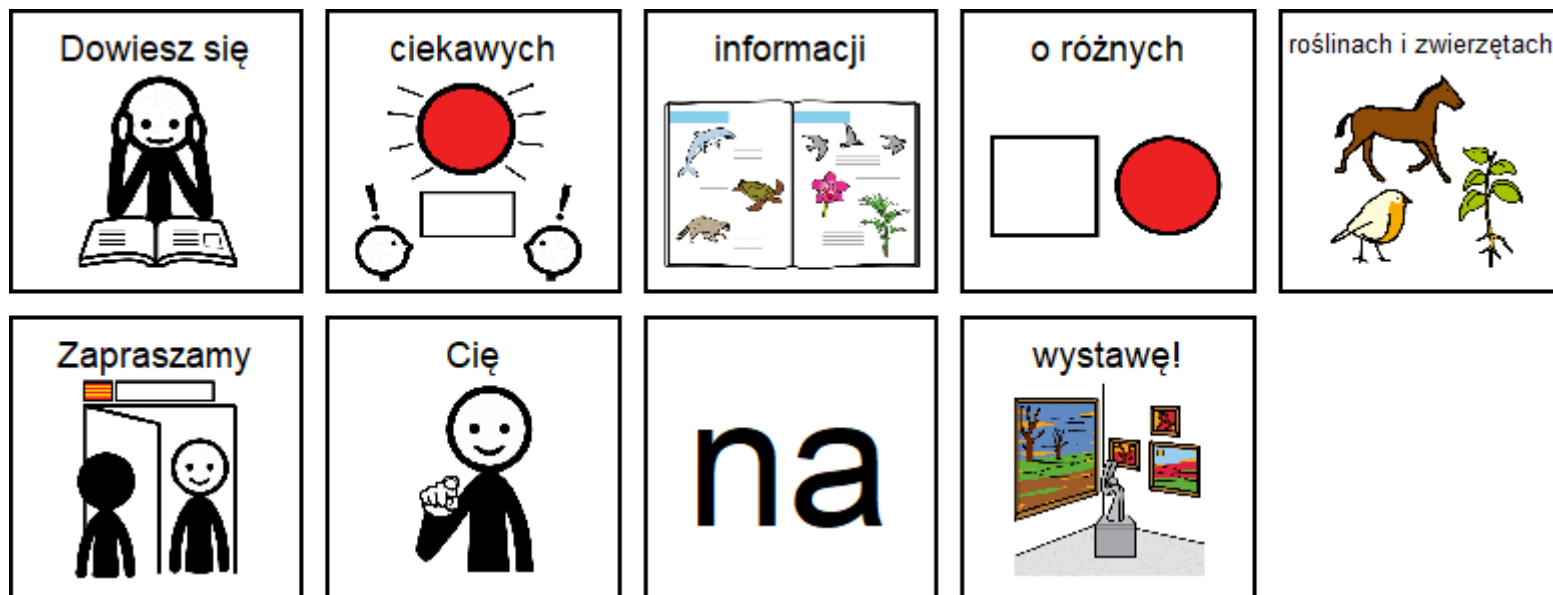 Dowiesz się ciekawych informacji o różnych roślinach i zwierzętach
Zapraszamy Cię na wystawę!